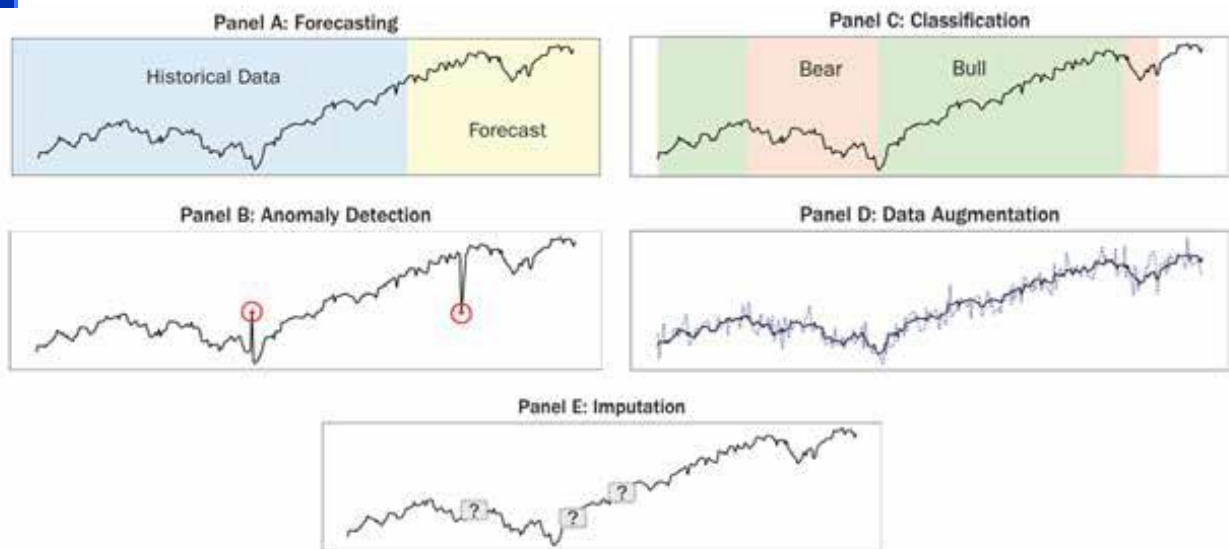 Panel A: Forecasting
Historical Data
Forecast
Panel C: Classification
Bear
Bull
Panel B: Anomaly Detection
Panel D: Data Augmentation
Panel E: Imputation
?
?
?